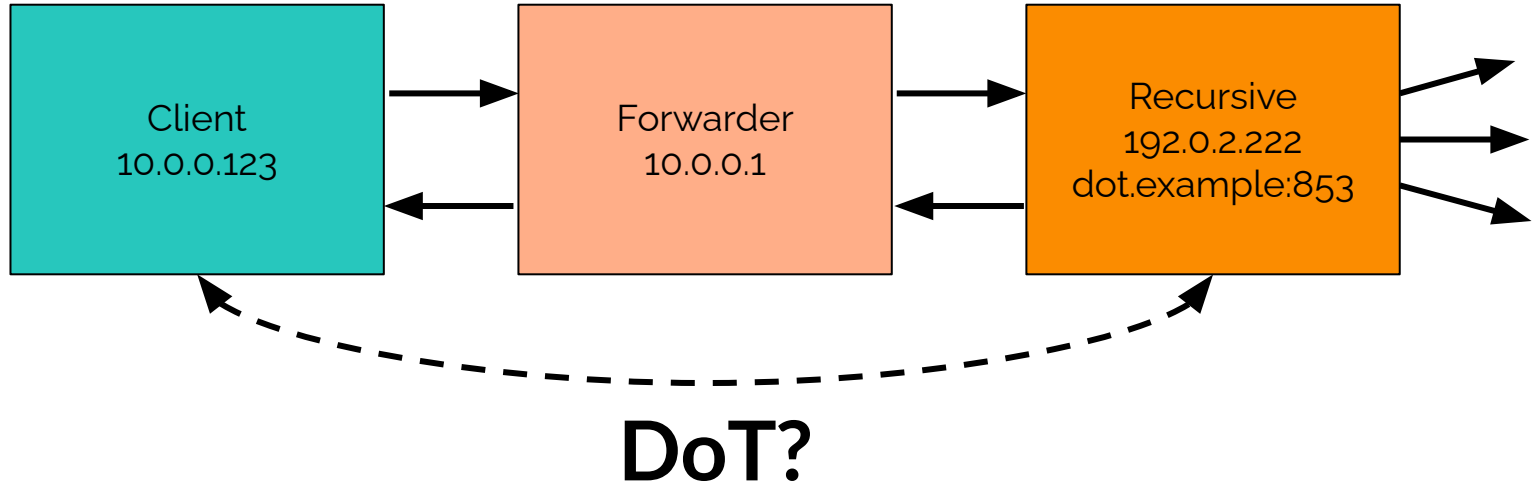 Client
10.0.0.123
Forwarder
10.0.0.1
Recursive
192.0.2.222
dot.example:853
DoT?